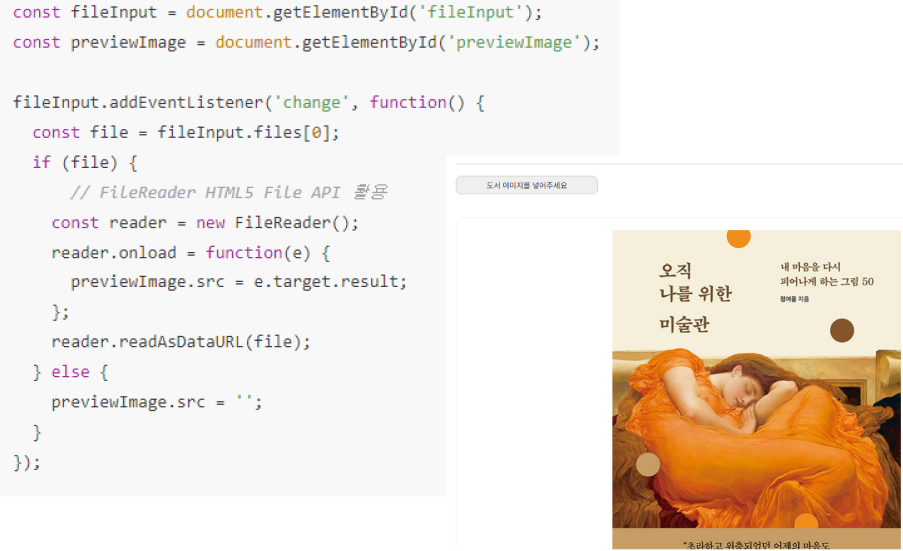 const fileInput = document.getElementById('fileInput');
const previewImage = document.getElementById('previewImage');
fileInput.addEventListener('change', function() {
const file = fileInput.files[0];
if (file) {
// FileReader HTML5 File API 활용
const reader = new FileReader();
reader.onload = function(e) {
previewImage.src = e.target.result;
};
reader.readAsDataURL(file);
} else {
previewImage.src = '';
}
});
도서 이미지를 넣어주세요
오직
나를 위한
미술관
내 마음을 다시
피어나게 하는 그림 50
정여울 지음
"초라하고 위축되었던 어제의 마음도